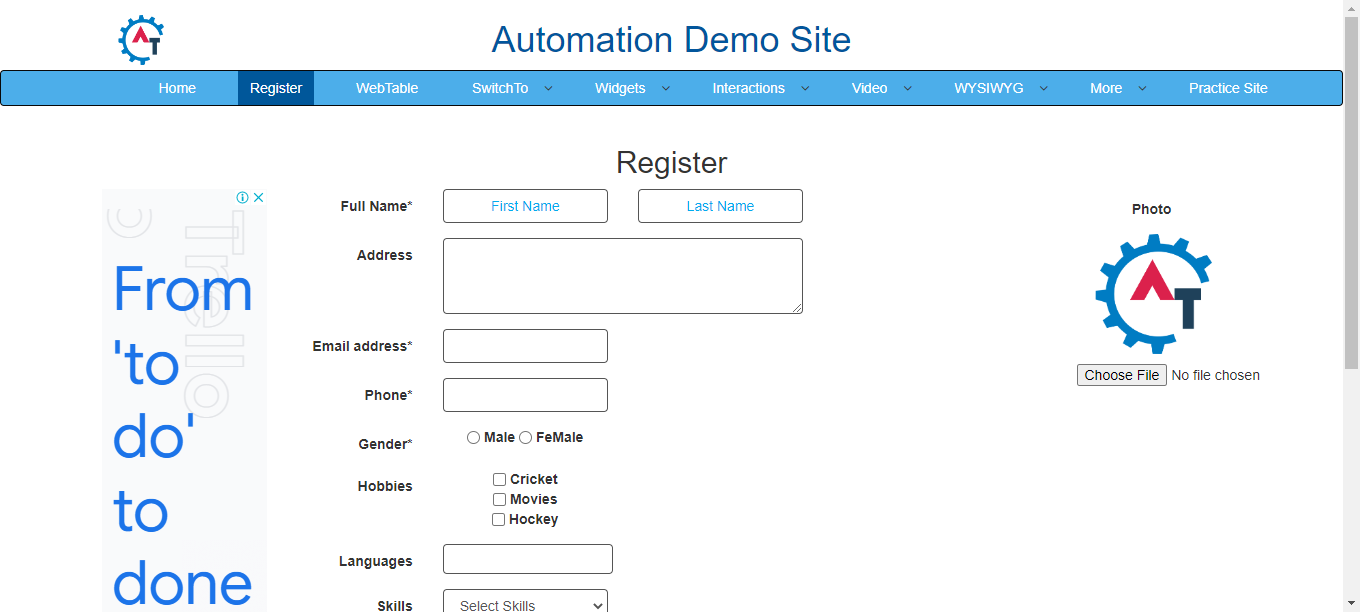 AT
Automation Demo Site
Home Register WebTable SwitchTo Widgets Interactions Video WYSIWYG More Practice Site
Register
Full Name* First Name Last Name
Address
Email address*
Phone*
Gender* Male FeMale
Hobbies Cricket
Movies
Hockey
Languages
Skills Select Skills
Photo
AT
Choose File No file chosen
Trello
From
'to
do'
to
done